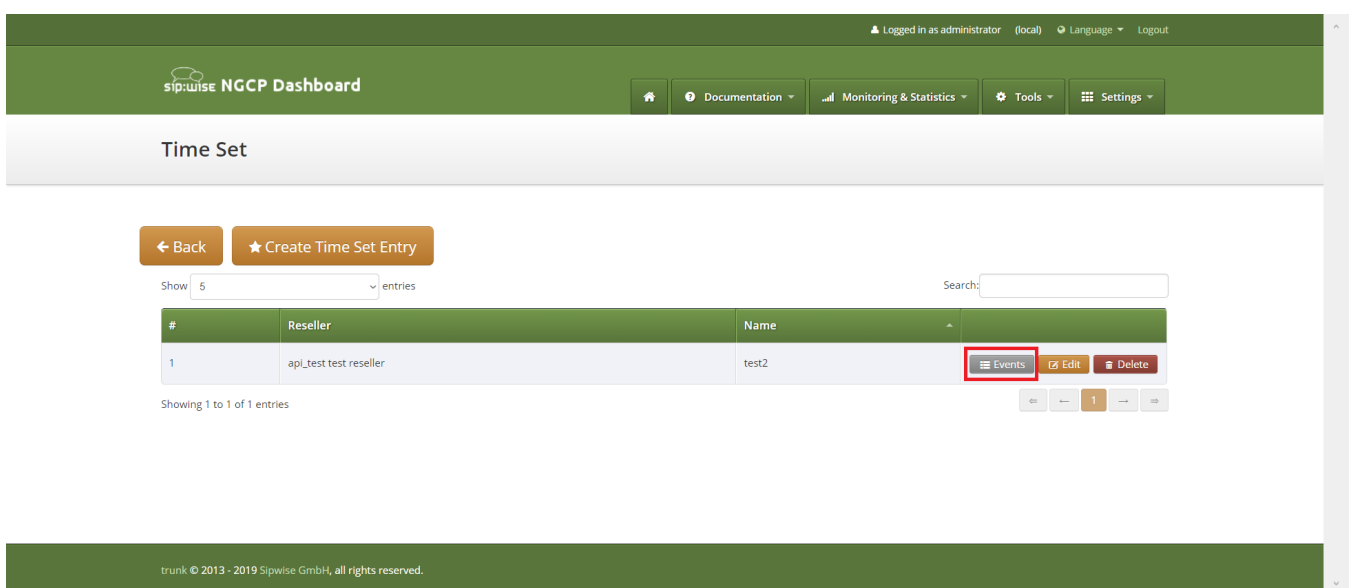 Logged in as administrator (local) Language Logout
sip:wise NGCP Dashboard
Documentation Monitoring & Statistics Tools Settings
Time Set
Back Create Time Set Entry
Show 5 entries Search:
# Reseller Name
1 api_test test reseller test2 Events Edit Delete
Showing 1 to 1 of 1 entries ⇐ ← 1 → ⇒
trunk © 2013 - 2019 Sipwise GmbH, all rights reserved.